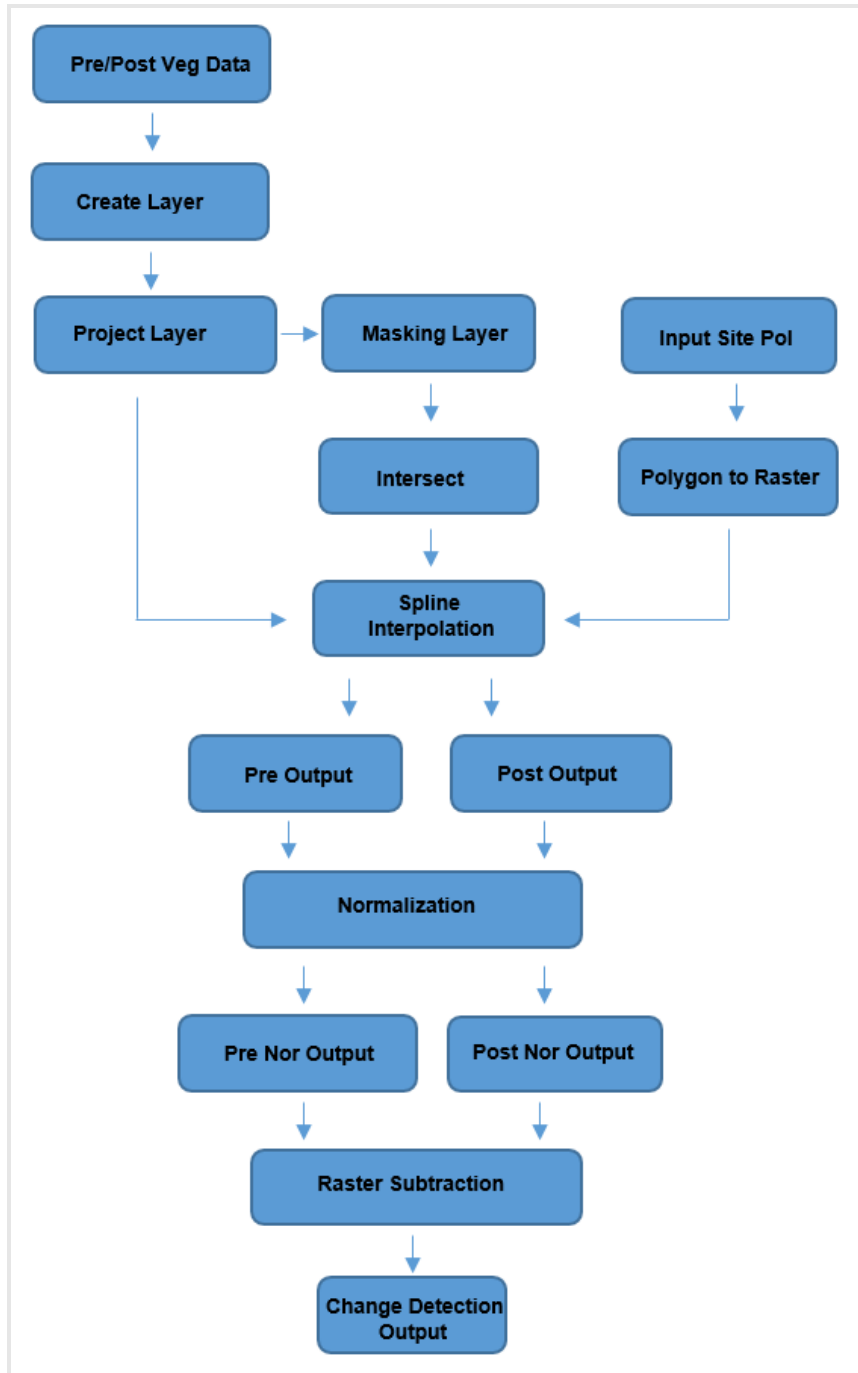 Pre/Post Veg Data
Create Layer
Project Layer
Masking Layer
Input Site Pol
Intersect
Polygon to Raster
Spline
Interpolation
Pre Output
Post Output
Normalization
Pre Nor Output
Post Nor Output
Raster Subtraction
Change Detection
Output